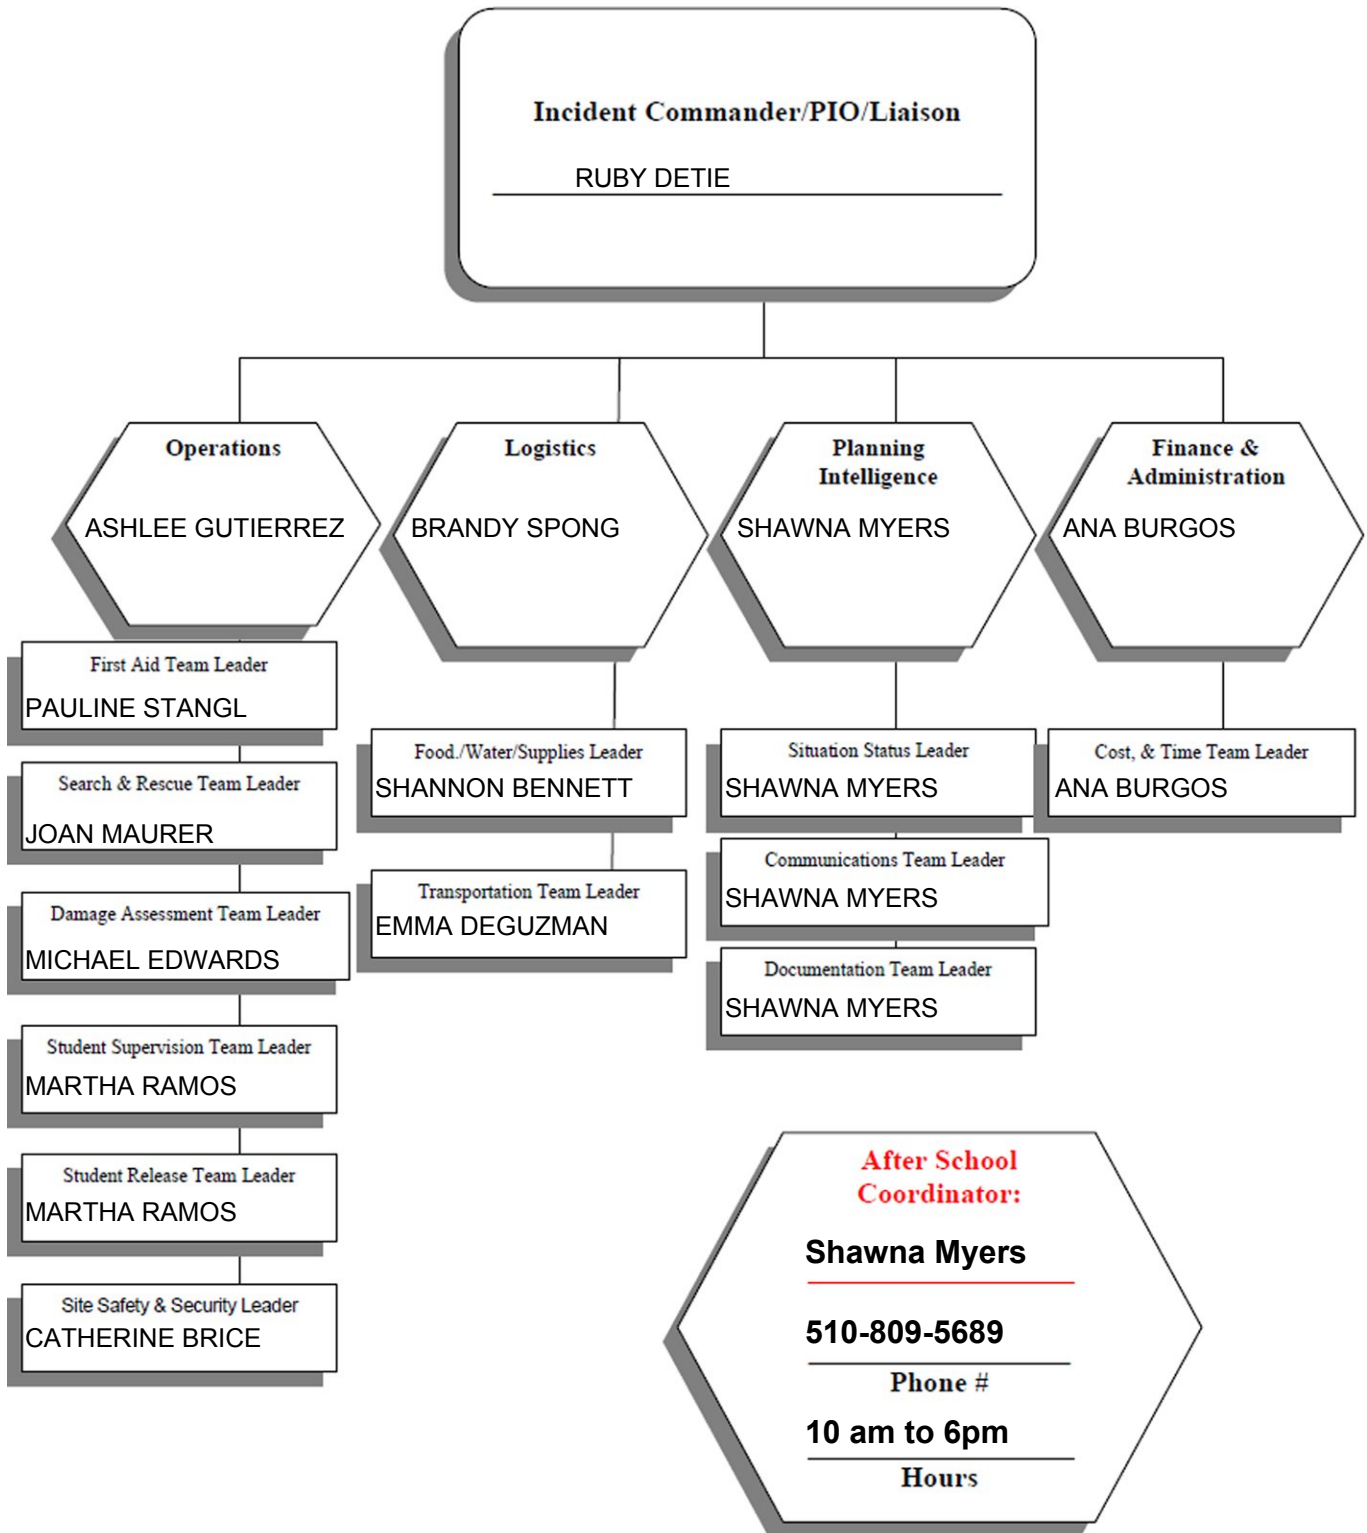 Incident Commander/PIO/Liaison
RUBY DETIE
Operations
ASHLEE GUTIERREZ
Logistics
BRANDY SPONG
Planning
Intelligence
SHAWNA MYERS
Finance &
Administration
ANA BURGOS
First Aid Team Leader
PAULINE STANGL
Search & Rescue Team Leader
JOAN MAURER
Damage Assessment Team Leader
MICHAEL EDWARDS
Student Supervision Team Leader
MARTHA RAMOS
Student Release Team Leader
MARTHA RAMOS
Site Safety & Security Leader
CATHERINE BRICE
Food./Water/Supplies Leader
SHANNON BENNETT
Transportation Team Leader
EMMA DEGUZMAN
Situation Status Leader
SHAWNA MYERS
Communications Team Leader
SHAWNA MYERS
Documentation Team Leader
SHAWNA MYERS
Cost, & Time Team Leader
ANA BURGOS
After School
Coordinator:
Shawna Myers
510-809-5689
Phone #
10 am to 6pm
Hours